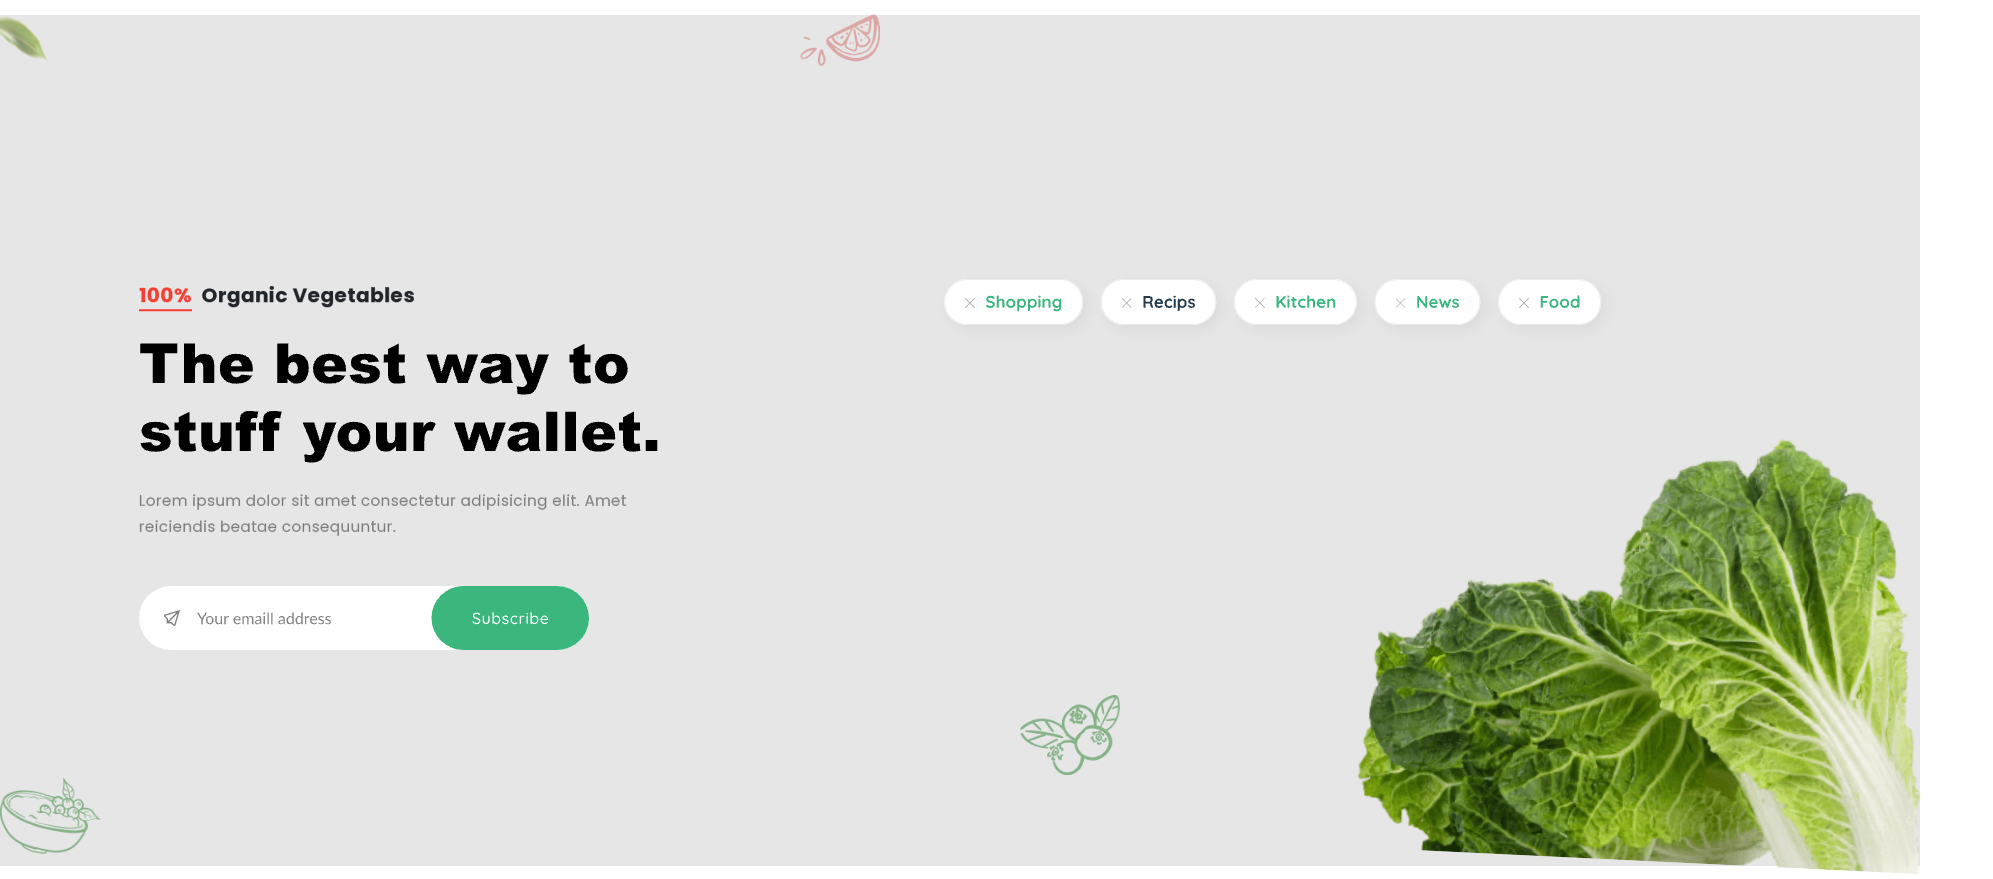 100% Organic Vegetables
The best way to
stuff your wallet.
Lorem ipsum dolor sit amet consectetur adipisicing elit. Amet
reiciendis beatae consequuntur.
Your emaill address
Subscribe
Shopping
Recips
Kitchen
News
Food